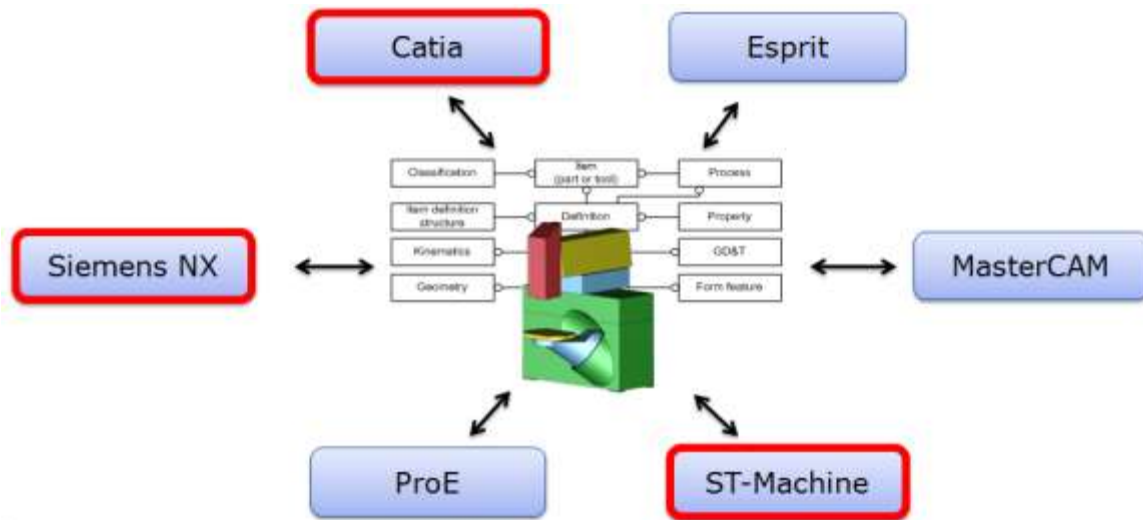 Catia
Esprit
Classification
Item
(part or tool)
Process
Item definition
structure
Definition
Property
Siemens NX
Kinematics
GD&T
MasterCAM
Geometry
Form feature
ProE
ST-Machine